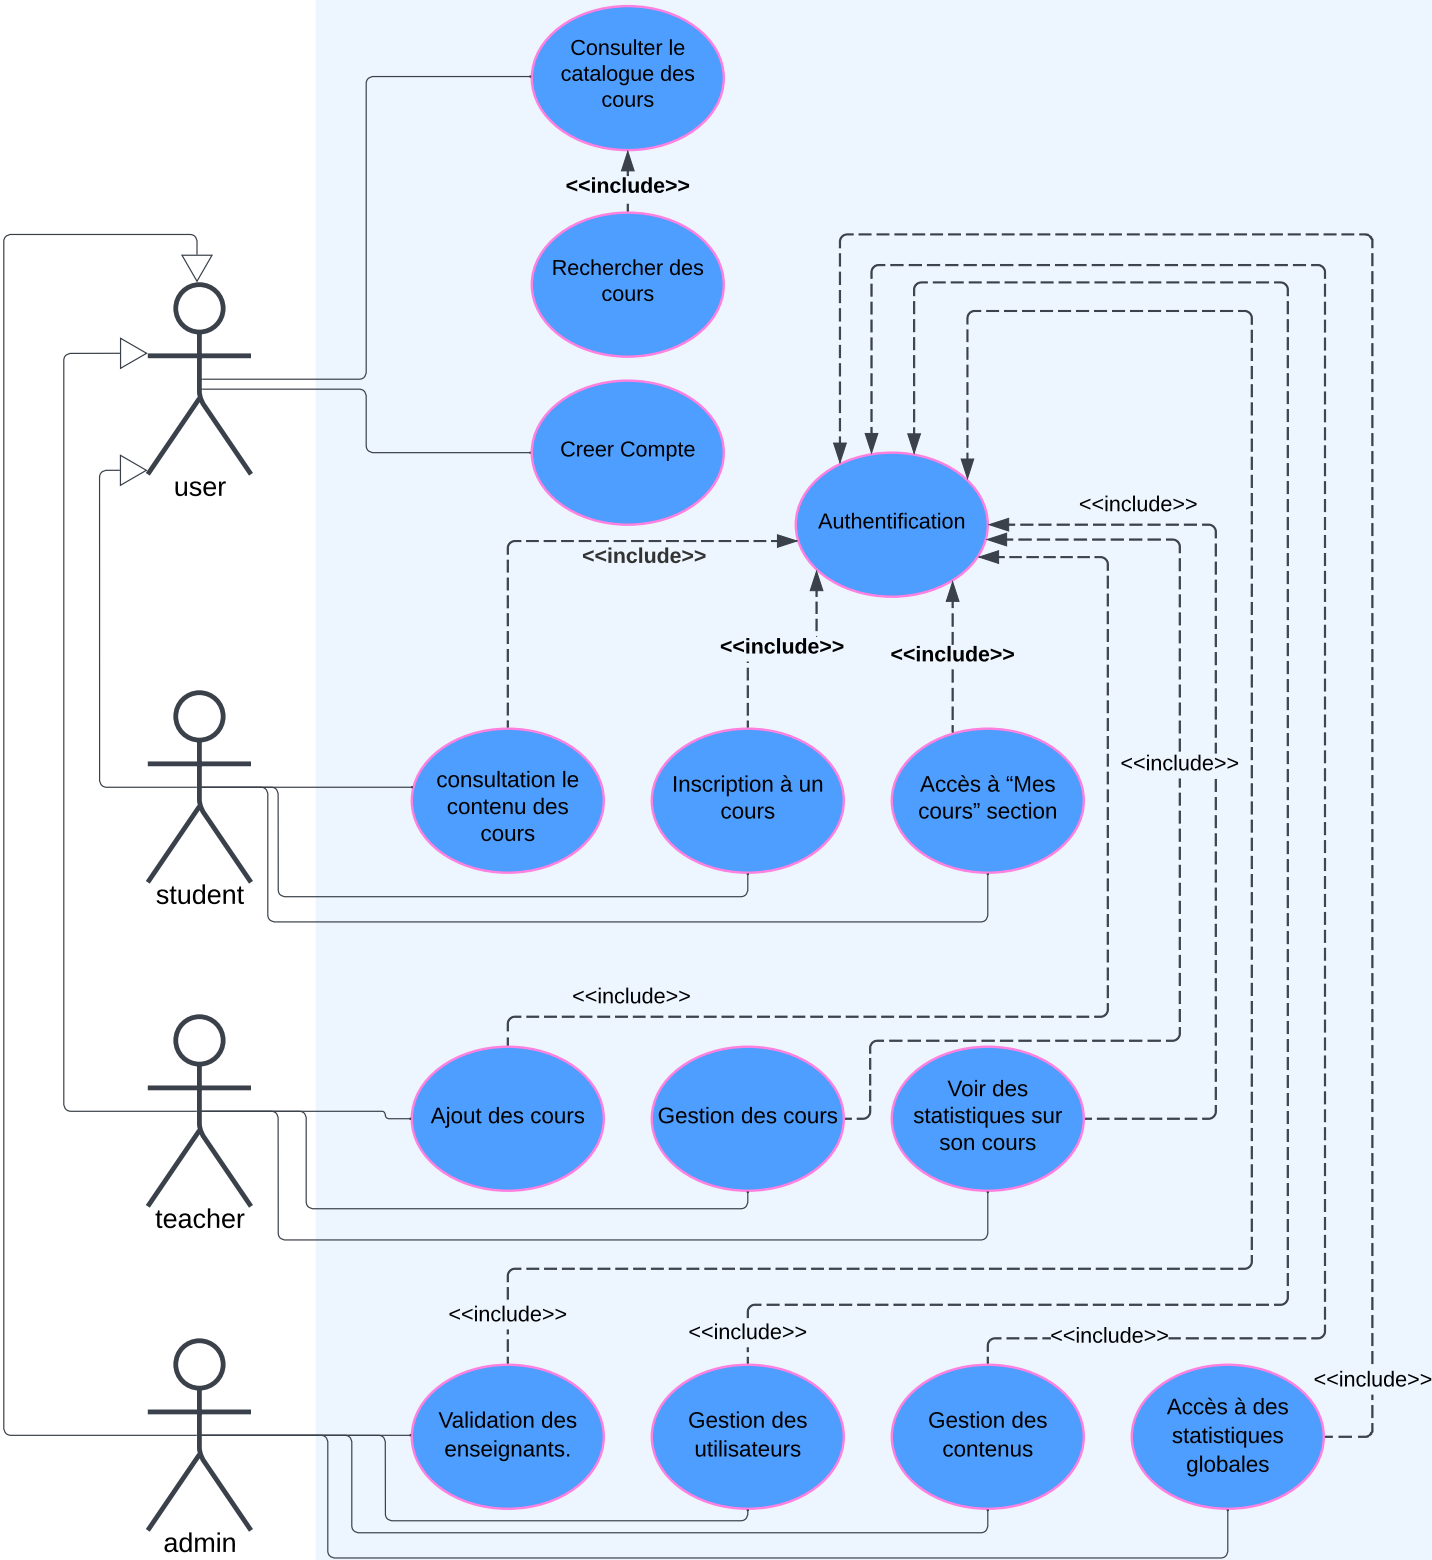 Consulter le
catalogue des
cours
<<include>>
Rechercher des
cours
Creer Compte
user
Authentification
<<include>>
<<include>>
<<include>>
<<include>>
<<include>>
consultation le
contenu des
cours
Inscription à un
cours
Accès à “Mes
cours” section
student
<<include>>
Ajout des cours
Gestion des cours
Voir des
statistiques sur
son cours
teacher
<<include>>
<<include>>
<<include>>
<<include>>
Validation des
enseignants.
Gestion des
utilisateurs
Gestion des
contenus
Accès à des
statistiques
globales
admin